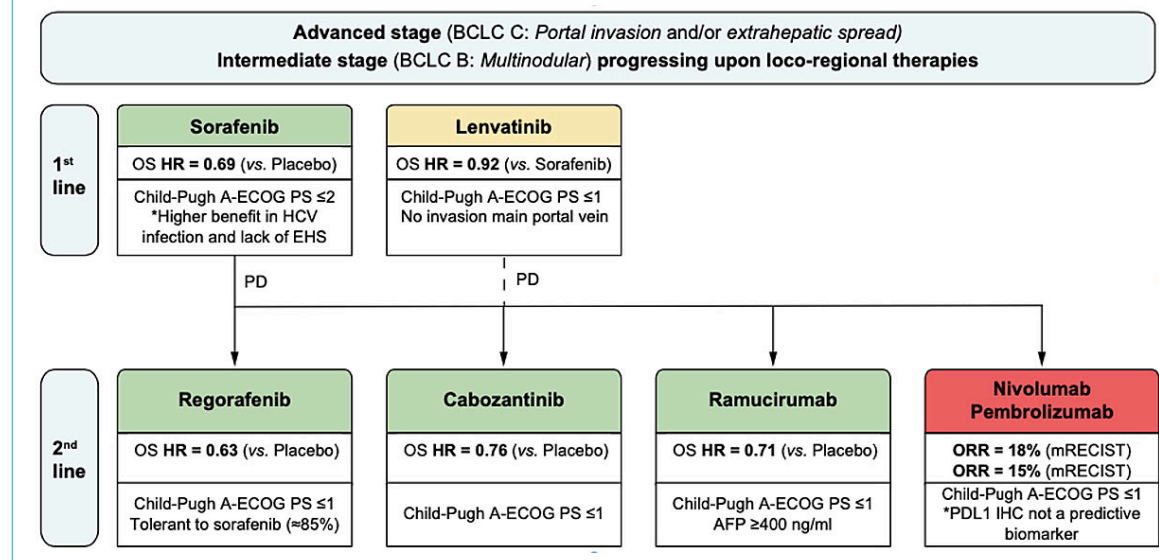 Advanced stage (BCLC C: Portal invasion and/or extrahepatic spread)
Intermediate stage (BCLC B: Multinodular) progressing upon loco-regional therapies
1st
line
Sorafenib
OS HR = 0.69 (vs. Placebo)
Child-Pugh A-ECOG PS ≤2
*Higher benefit in HCV
infection and lack of EHS
Lenvatinib
OS HR = 0.92 (vs. Sorafenib)
Child-Pugh A-ECOG PS ≤1
No invasion main portal vein
PD
PD
2nd
line
Regorafenib
OS HR = 0.63 (vs. Placebo)
Child-Pugh A-ECOG PS ≤1
Tolerant to sorafenib (≈85%)
Cabozantinib
OS HR = 0.76 (vs. Placebo)
Child-Pugh A-ECOG PS ≤1
Ramucirumab
OS HR = 0.71 (vs. Placebo)
Child-Pugh A-ECOG PS ≤1
AFP ≥400 ng/ml
Nivolumab
Pembrolizumab
ORR = 18% (mRECIST)
ORR = 15% (mRECIST)
Child-Pugh A-ECOG PS ≤1
*PDL1 IHC not a predictive
biomarker